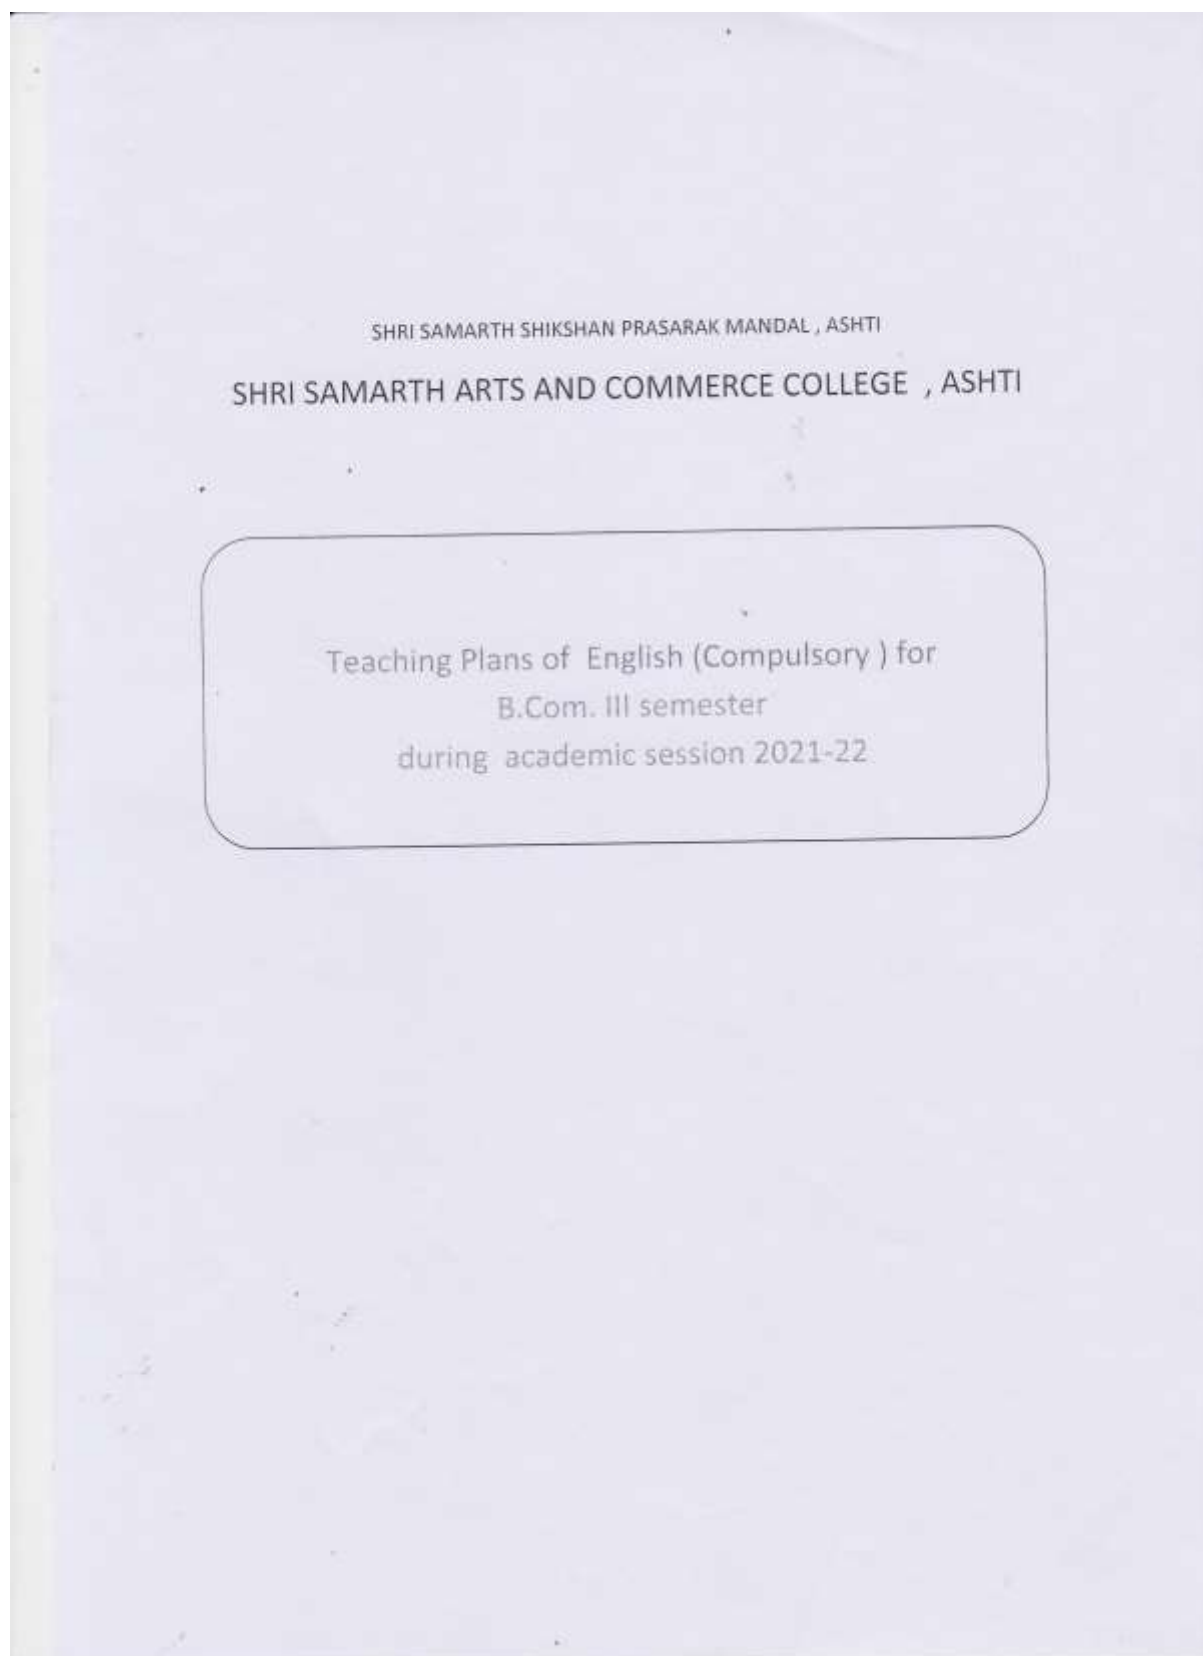 SHRI SAMARTH SHIKSHAN PRASARAK MANDAL , ASHTI
SHRI SAMARTH ARTS AND COMMERCE COLLEGE , ASHTI
Teaching Plans of English (Compulsory ) for
B.Com. III semester
during academic session 2021-22